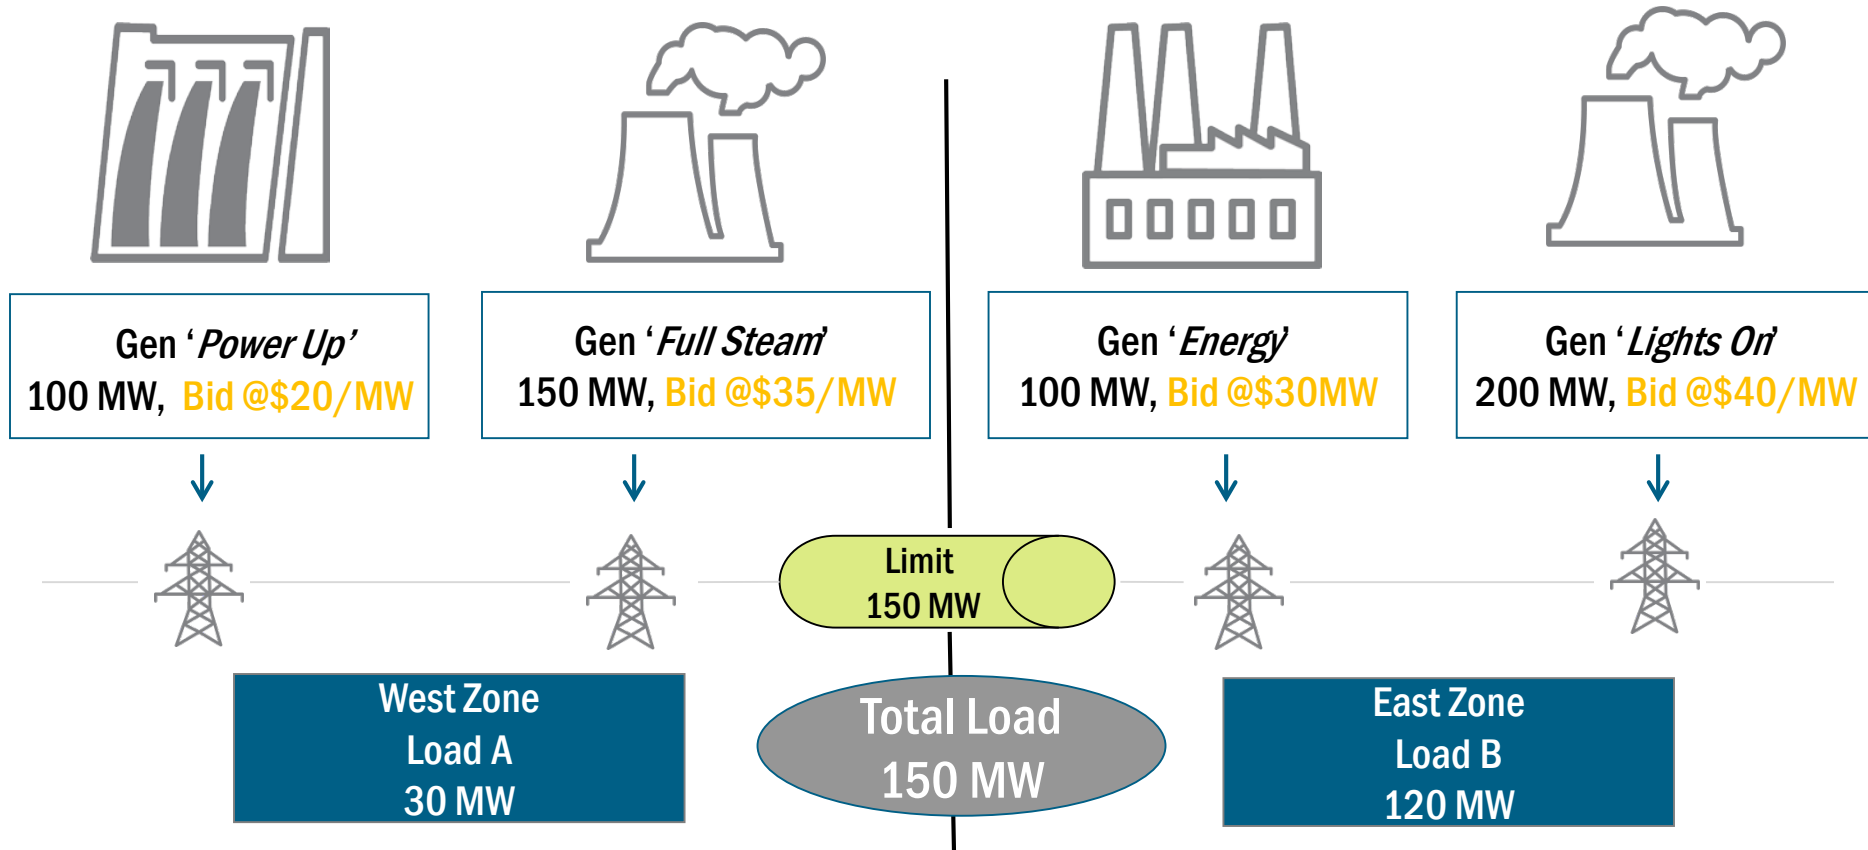 Gen ‘Power Up’
100 MW, Bid @$20/MW
Gen ‘Full Steam’
150 MW, Bid @$35/MW
Gen ‘Energy’
100 MW, Bid @$30MW
Gen ‘Lights On’
200 MW, Bid @$40/MW
Limit
150 MW
West Zone
Load A
30 MW
Total Load
150 MW
East Zone
Load B
120 MW